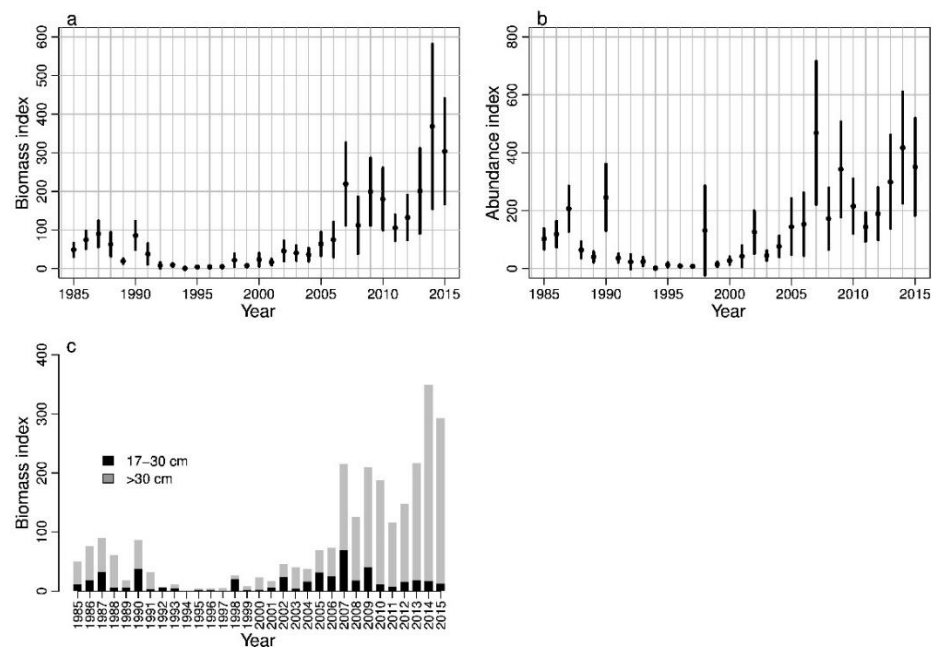 a
Biomass index
600
500
400
300
200
100
0
1985 1990 1995 2000 2005 2010 2015
Year
b
Abundance index
800
600
400
200
0
1985 1990 1995 2000 2005 2010 2015
Year
c
Biomass index
400
300
200
100
0
17–30 cm
>30 cm
1985 1986 1987 1988 1989 1990 1991 1992 1993 1994 1995 1996 1997 1998 1999 2000 2001 2002 2003 2004 2005 2006 2007 2008 2009 2010 2011 2012 2013 2014 2015
Year